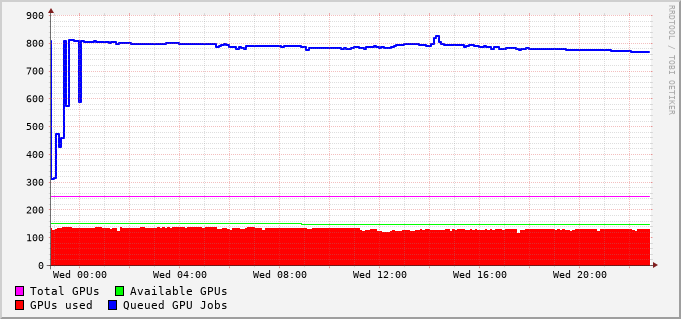 900
800
700
600
500
400
300
200
100
0
Wed 00:00 Wed 04:00 Wed 08:00 Wed 12:00 Wed 16:00 Wed 20:00
Total GPUs Available GPUs
GPUs used Queued GPU Jobs
RRDTOOL / TOBI OETIKER